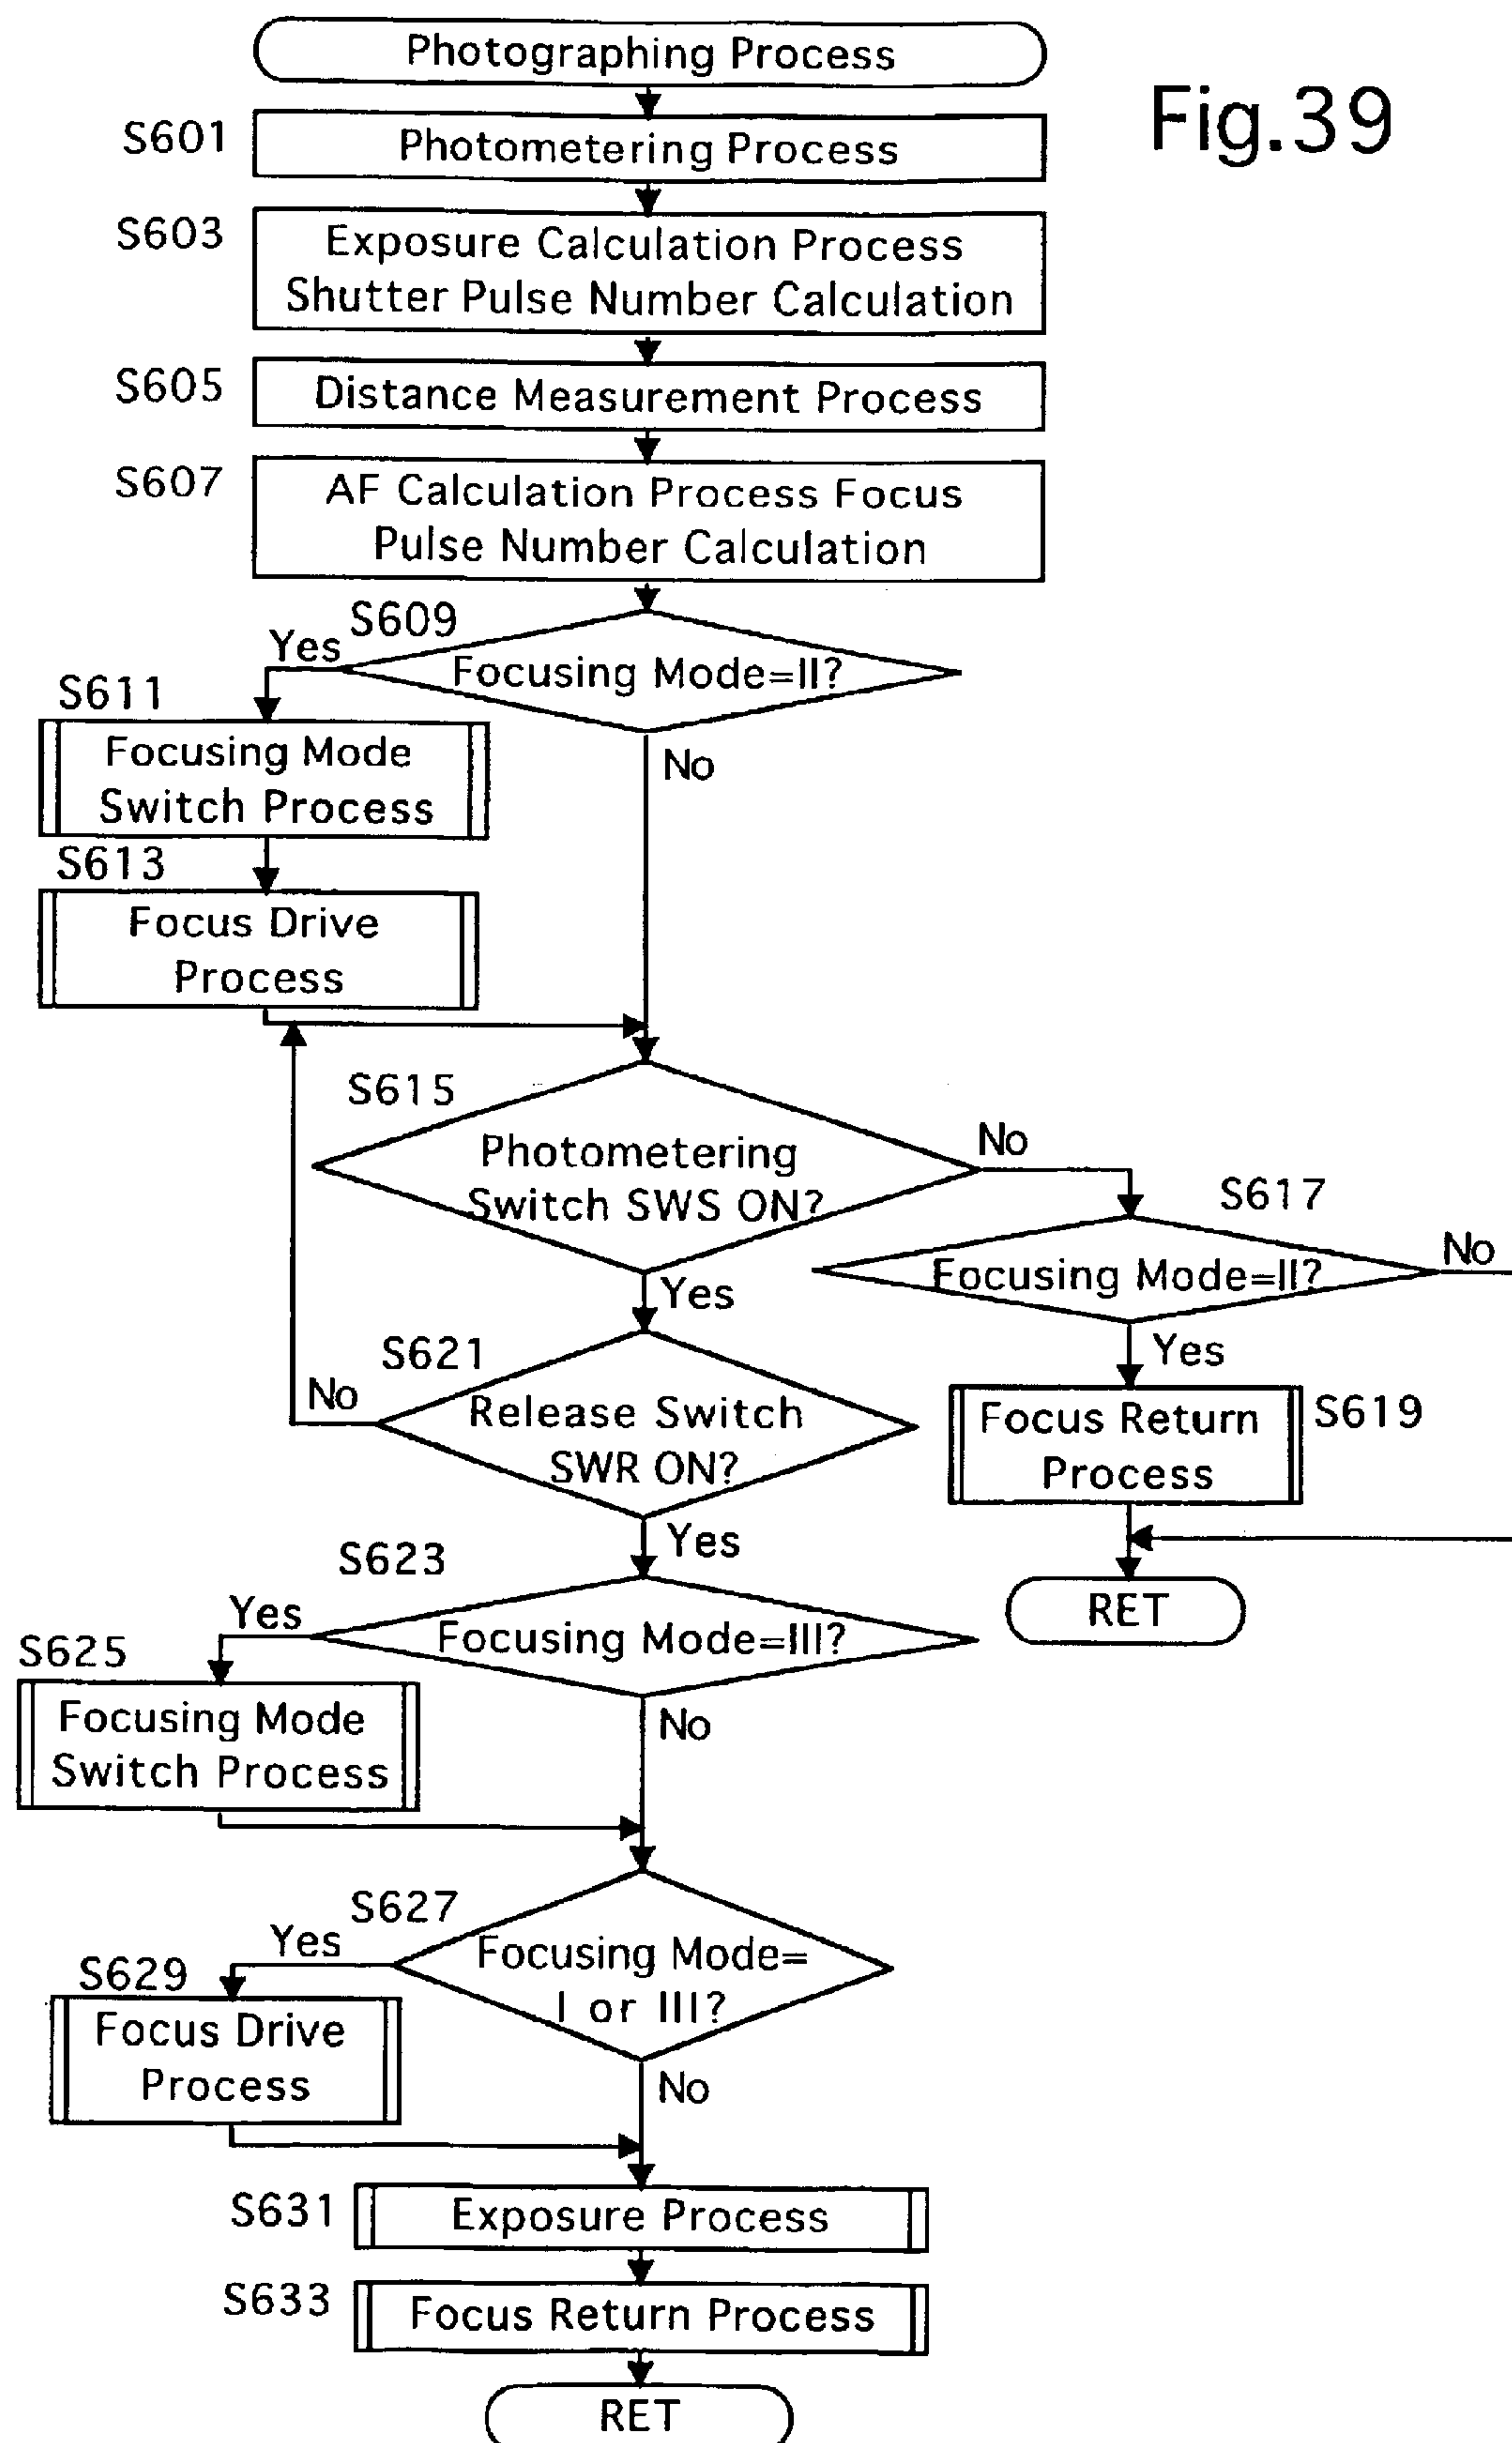 Photographing Process
Fig.39
S601
Photometering Process
S603
Exposure Calculation Process
Shutter Pulse Number Calculation
S605
Distance Measurement Process
S607
AF Calculation Process Focus
Pulse Number Calculation
S609
Yes
Focusing Mode=II?
No
S611
Focusing Mode
Switch Process
S613
Focus Drive
Process
S615
Photometering
Switch SWS ON?
No
Yes
S617
Focusing Mode=II?
No
Yes
S619
Focus Return
Process
RET
S621
No
Release Switch
SWR ON?
Yes
S623
Yes
Focusing Mode=III?
No
S625
Focusing Mode
Switch Process
S627
Yes
Focusing Mode=
I or III?
No
S629
Focus Drive
Process
S631
Exposure Process
S633
Focus Return Process
RET